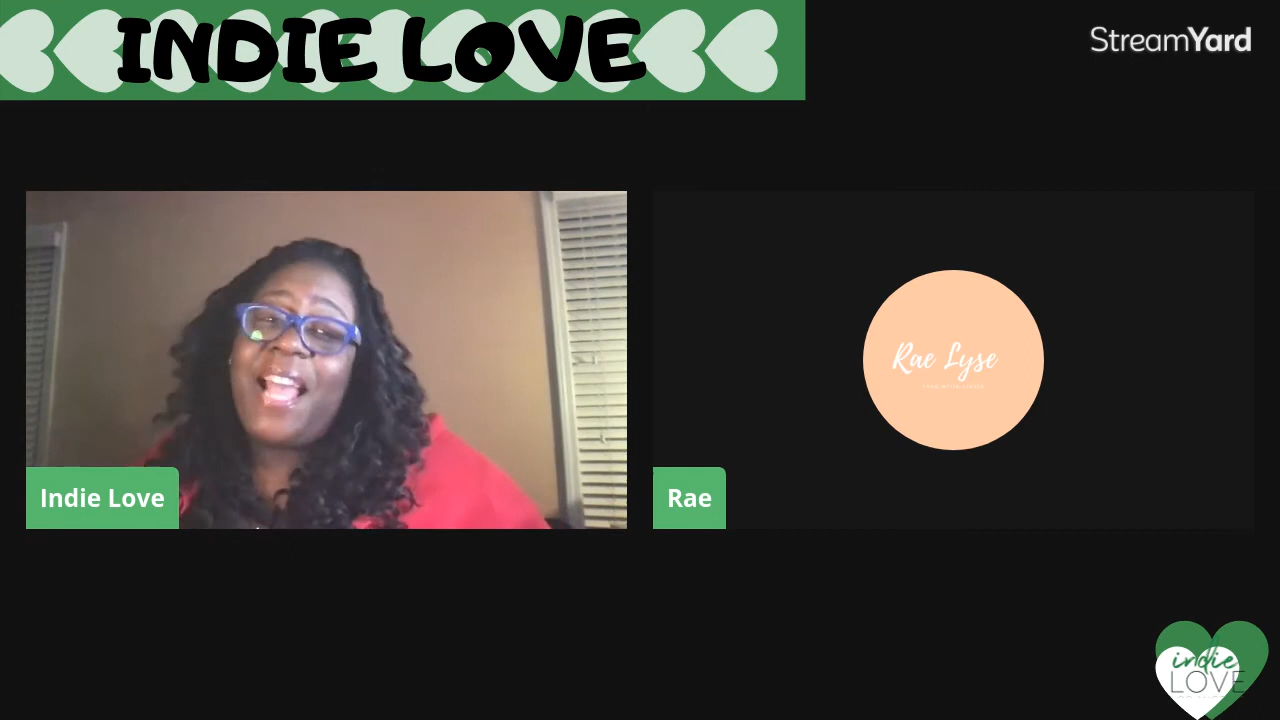 INDIE LOVE
StreamYard
Rae Lyse
Indie Love
Rae
indie
LOVE